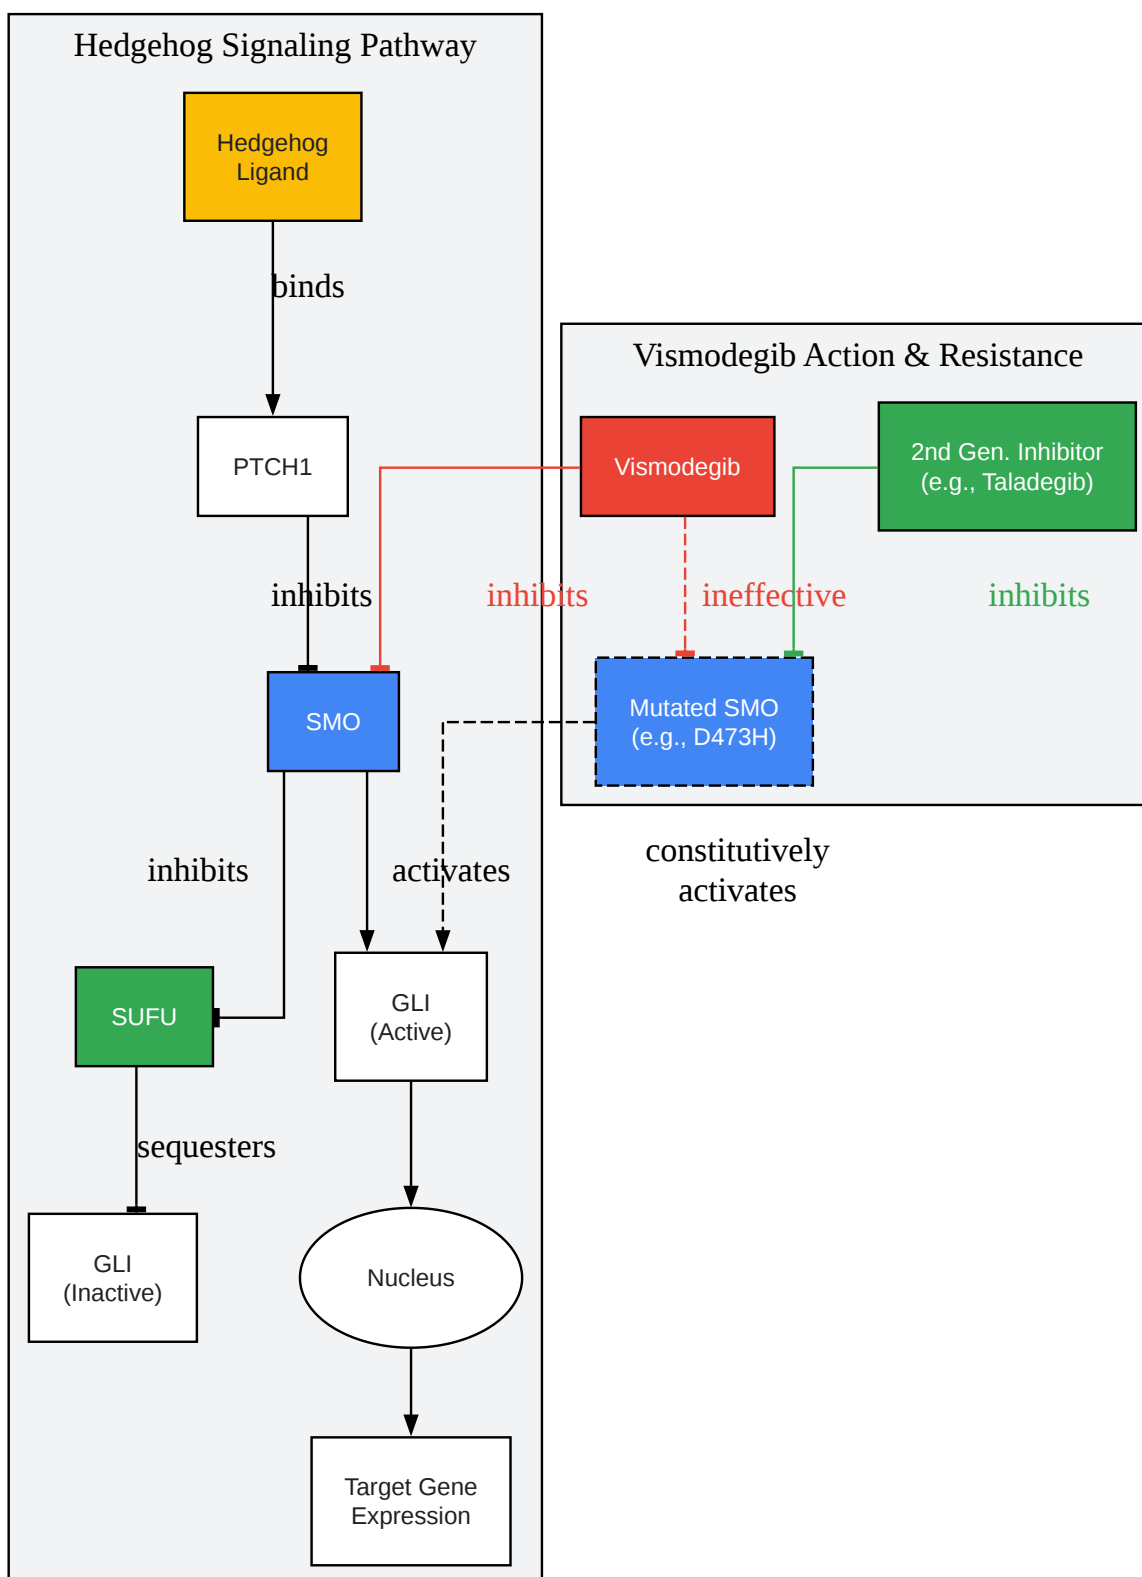 Hedgehog Signaling Pathway
Hedgehog
Ligand
binds
Vismodegib Action & Resistance
PTCH1
Vismodegib
2nd Gen. Inhibitor
(e.g., Taladegib)
inhibits
inhibits
ineffective
inhibits
SMO
Mutated SMO
(e.g., D473H)
inhibits
activates
constitutively
activates
SUFU
GLI
(Active)
sequesters
GLI
(Inactive)
Nucleus
Target Gene
Expression